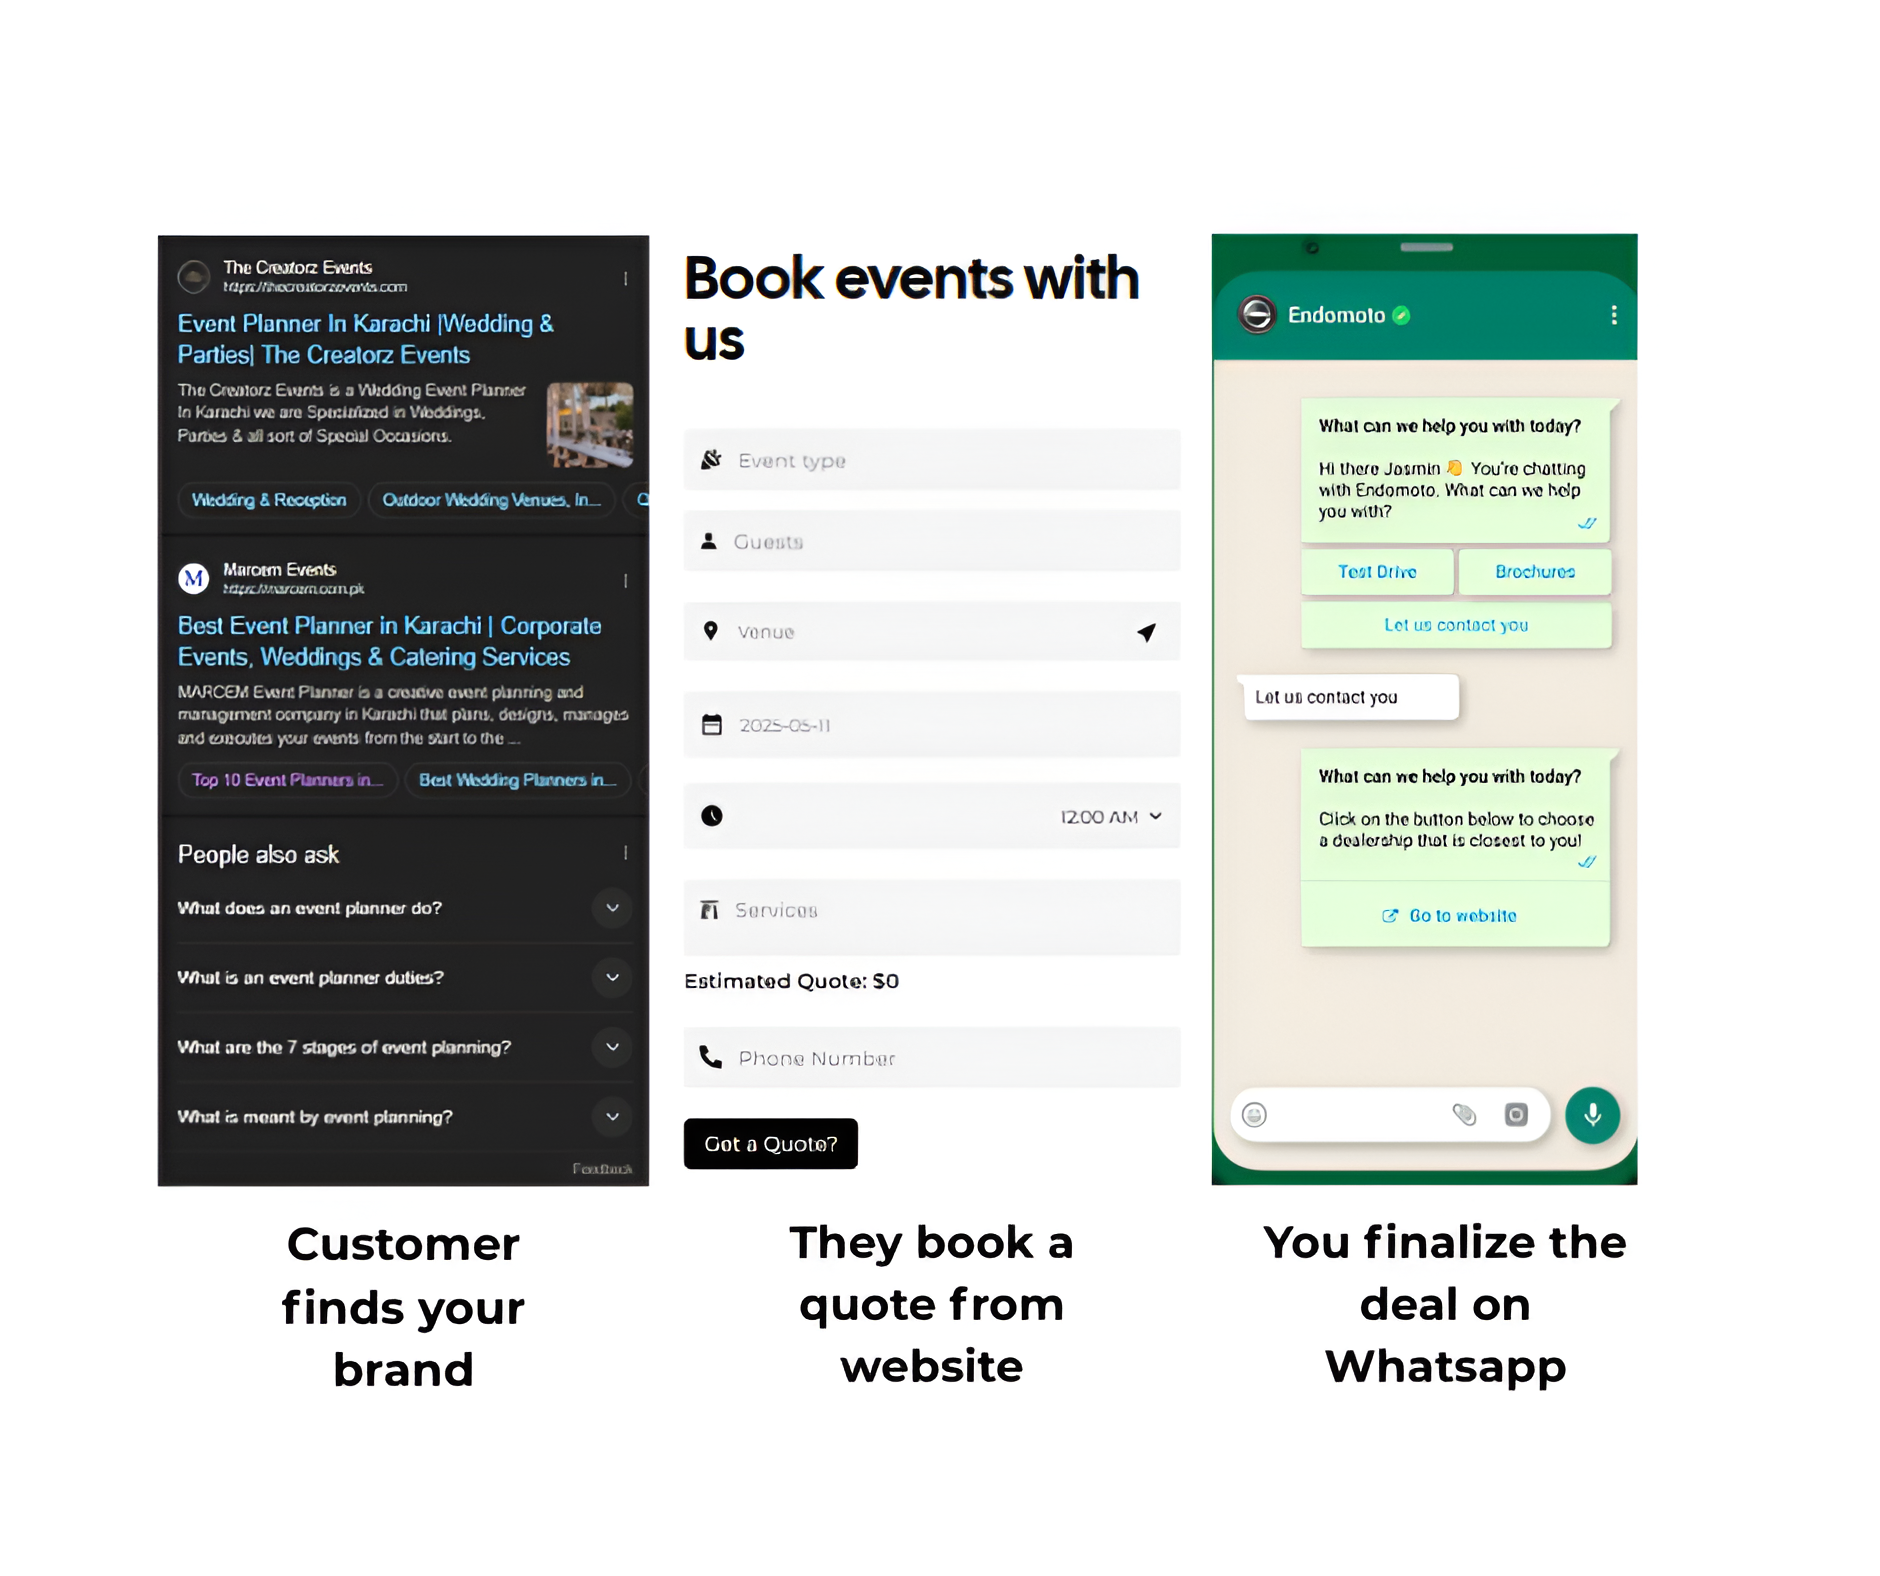 The Creatorz Events
https://thecreatorzevents.com
Event Planner In Karachi |Wedding &
Parties| The Creatorz Events
The Creatorz Events is a Wedding Event Planner
In Karachi we are Specialized in Weddings,
Parties & all sort of Special Occasions.
Wedding & Reception
Outdoor Wedding Venues, In...
M
Marcem Events
https://marcem.com.pk
Best Event Planner in Karachi | Corporate
Events, Weddings & Catering Services
MARCEM Event Planner is a creative event planning and
management company in Karachi that plans, designs, manages
and executes your events from the start to the ...
Top 10 Event Planners in...
Best Wedding Planners in...
People also ask
What does an event planner do?
What is an event planner duties?
What are the 7 stages of event planning?
What is meant by event planning?
Feedback
Customer
finds your
brand
Book events with
us
Event type
Guests
Venue
2025-05-11
12:00 AM
Services
Estimated Quote: $0
Phone Number
Get a Quote?
They book a
quote from
website
Endomoto
What can we help you with today?
Hi there Jasmin 👋 You're chatting
with Endomoto. What can we help
you with?
Test Drive
Brochures
Let us contact you
Let us contact you
What can we help you with today?
Click on the button below to choose
a dealership that is closest to you!
Go to website
You finalize the
deal on
Whatsapp